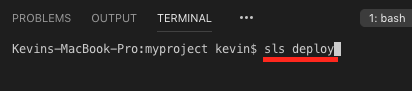 PROBLEMS OUTPUT TERMINAL ... 1: bash
Kevins-MacBook-Pro:myproject kevin$ sls deploy